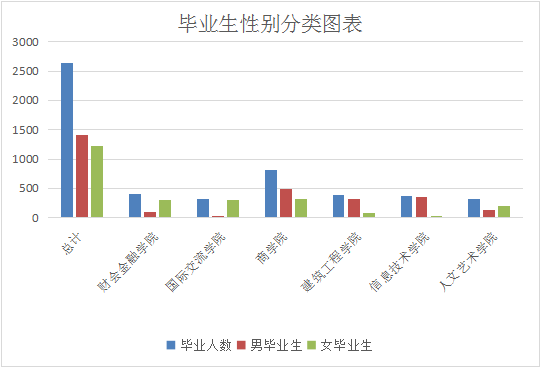 毕业生性别分类图表
3000
2500
2000
1500
1000
500
0
总计
财会金融学院
国际交流学院
商学院
建筑工程学院
信息技术学院
人文艺术学院
毕业人数 男毕业生 女毕业生